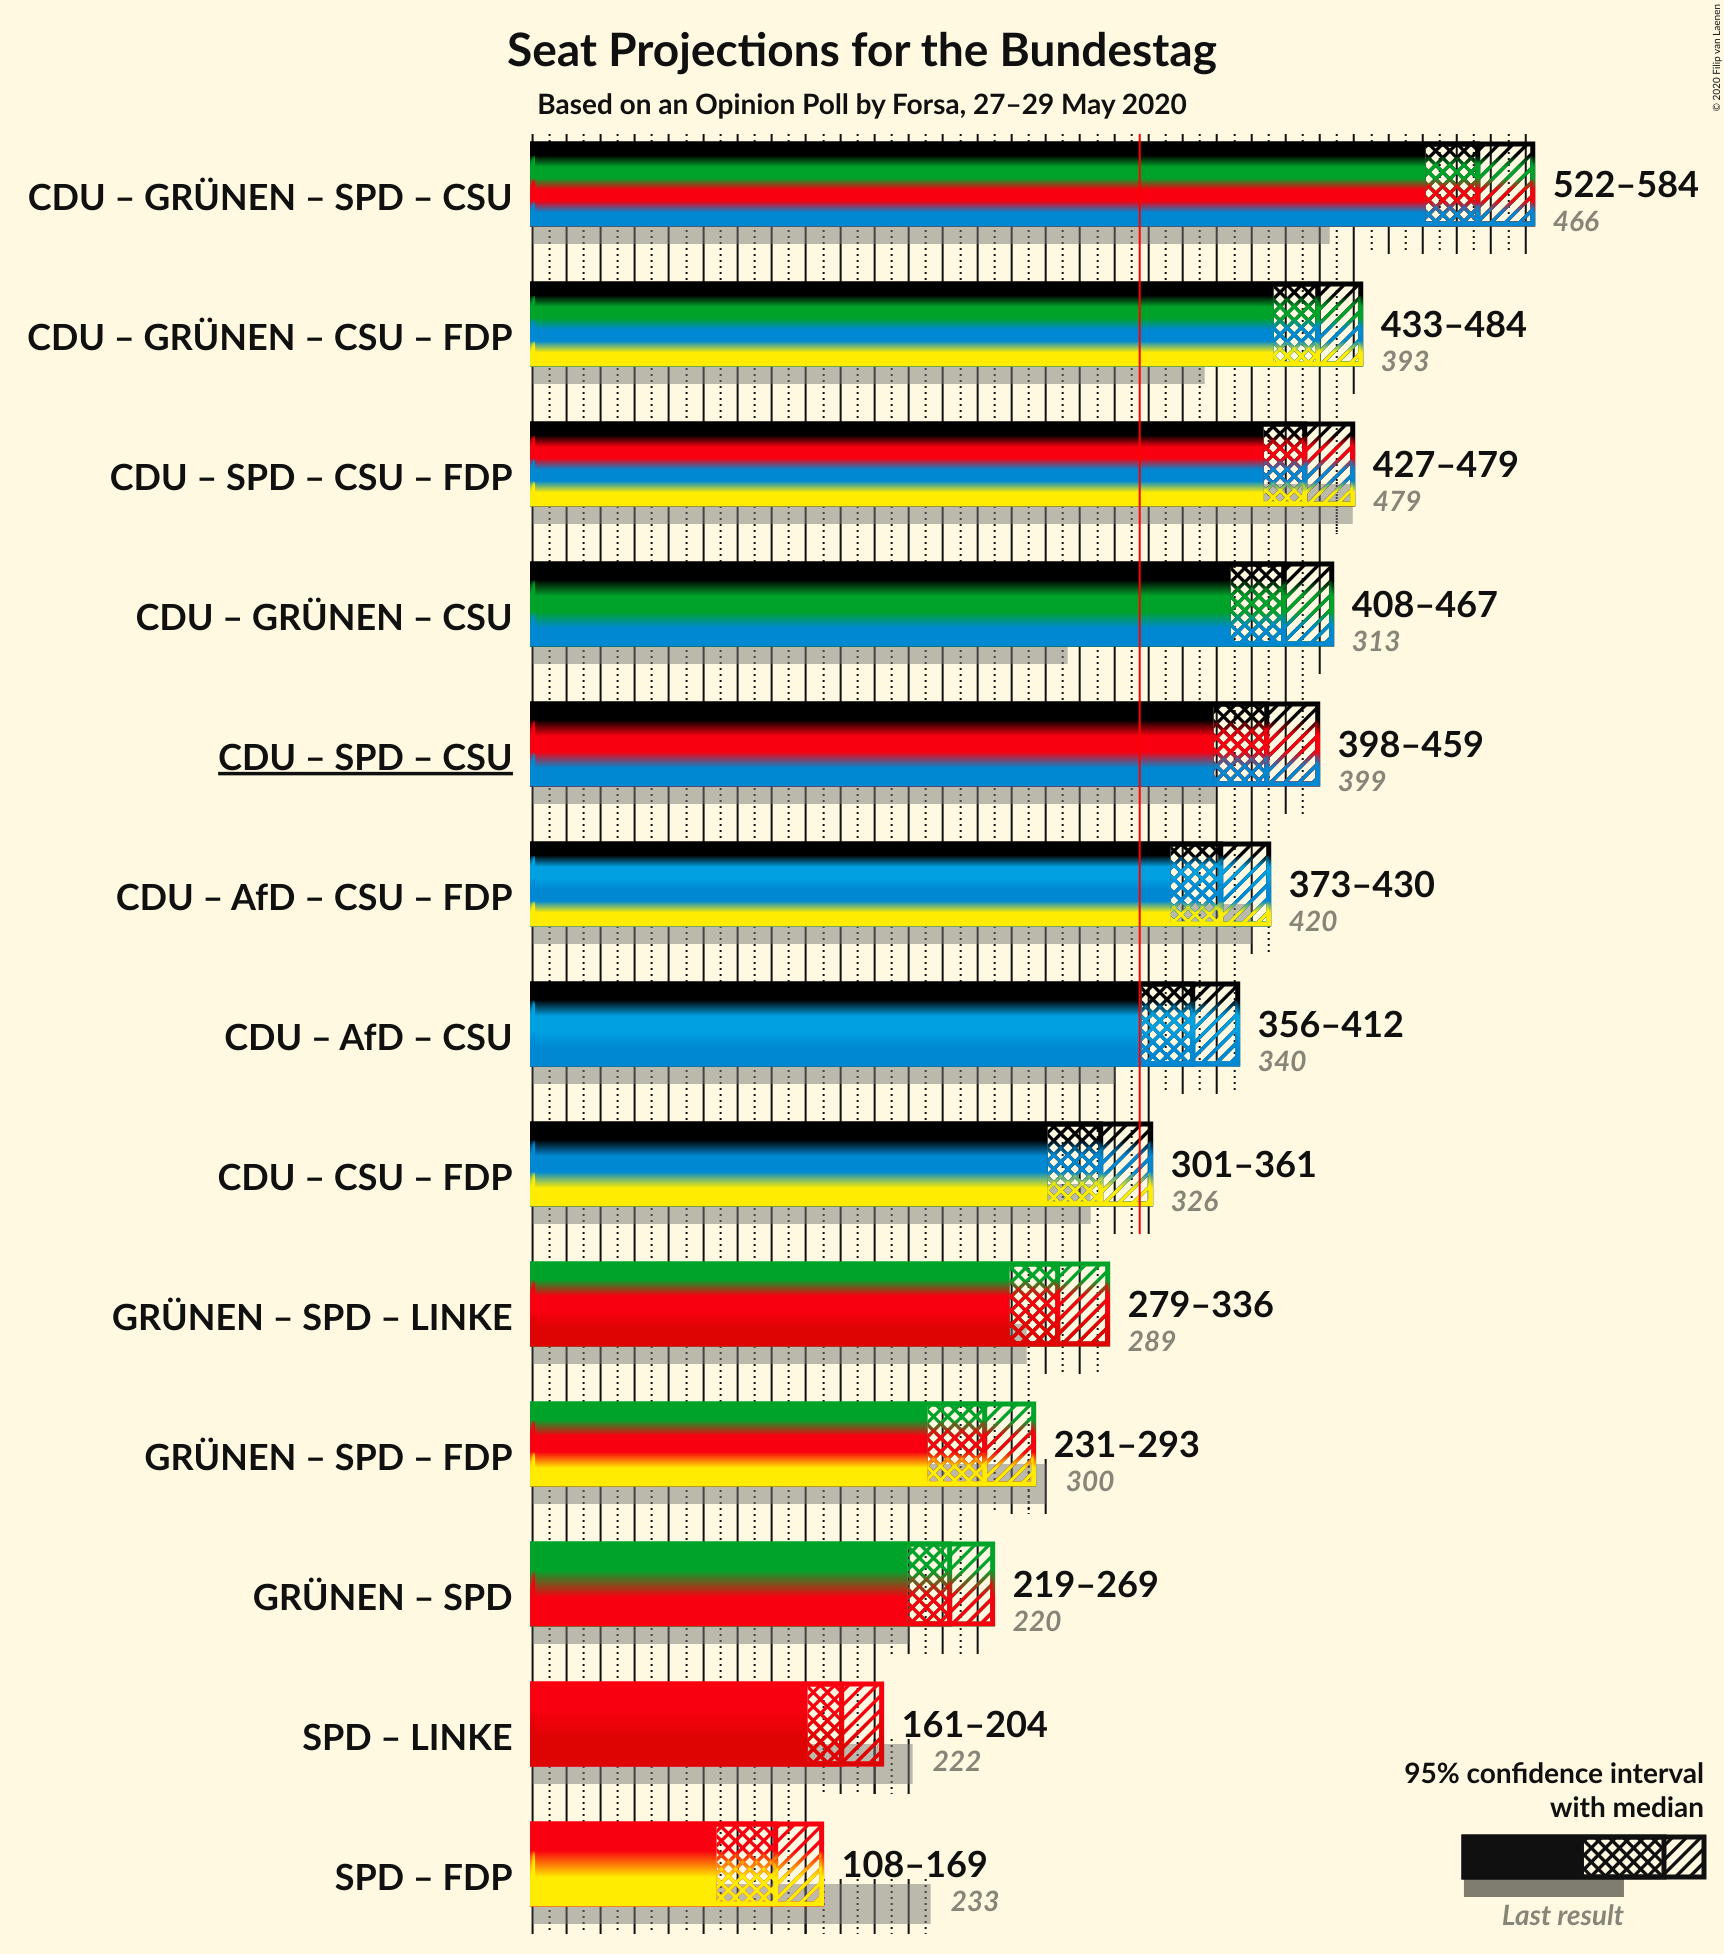 Seat Projections for the Bundestag
Based on an Opinion Poll by Forsa, 27–29 May 2020
© 2020 Filip van Laenen
CDU – GRÜNEN – SPD – CSU
522–584
466
CDU – GRÜNEN – CSU – FDP
433–484
393
CDU – SPD – CSU – FDP
427–479
479
CDU – GRÜNEN – CSU
408–467
313
CDU – SPD – CSU
398–459
399
CDU – AfD – CSU – FDP
373–430
420
CDU – AfD – CSU
356–412
340
CDU – CSU – FDP
301–361
326
GRÜNEN – SPD – LINKE
279–336
289
GRÜNEN – SPD – FDP
231–293
300
GRÜNEN – SPD
219–269
220
SPD – LINKE
161–204
222
SPD – FDP
108–169
233
95% confidence interval
with median
Last result